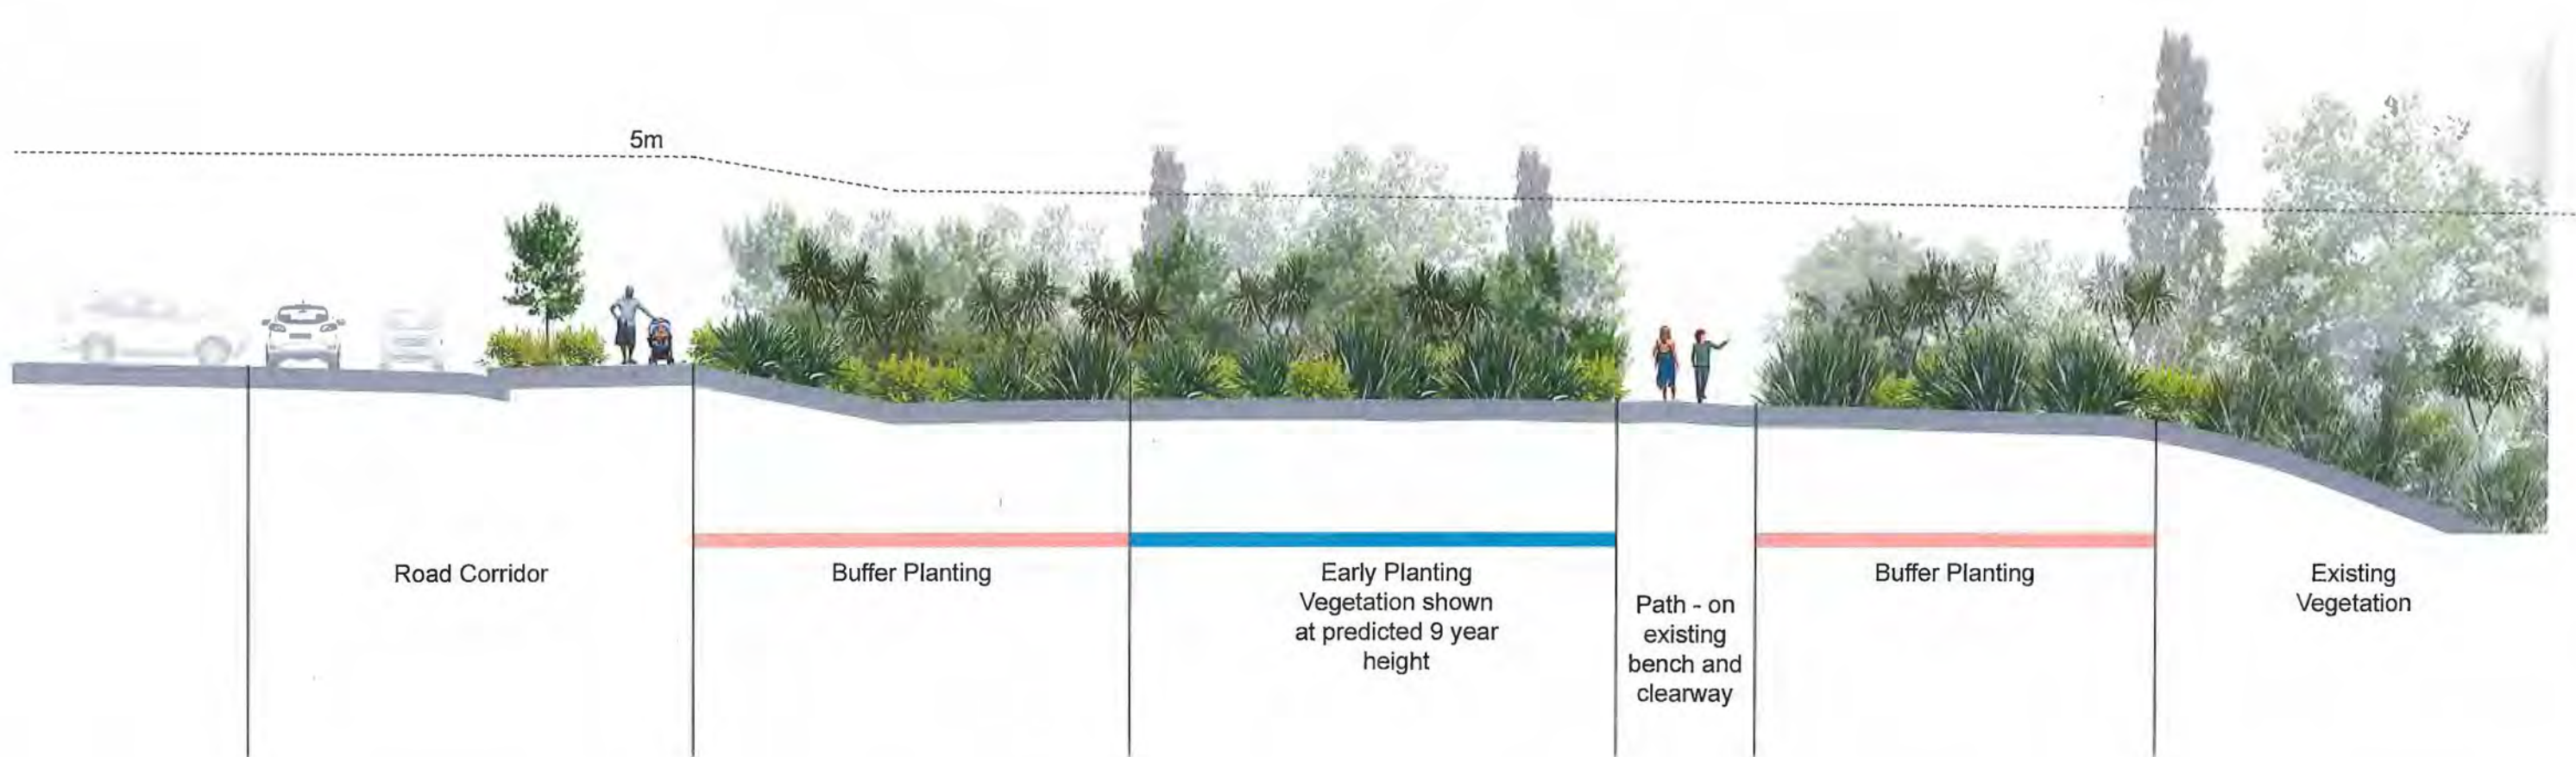 5m
Road Corridor
Buffer Planting
Early Planting
Vegetation shown
at predicted 9 year
height
Path - on
existing
bench and
clearway
Buffer Planting
Existing
Vegetation